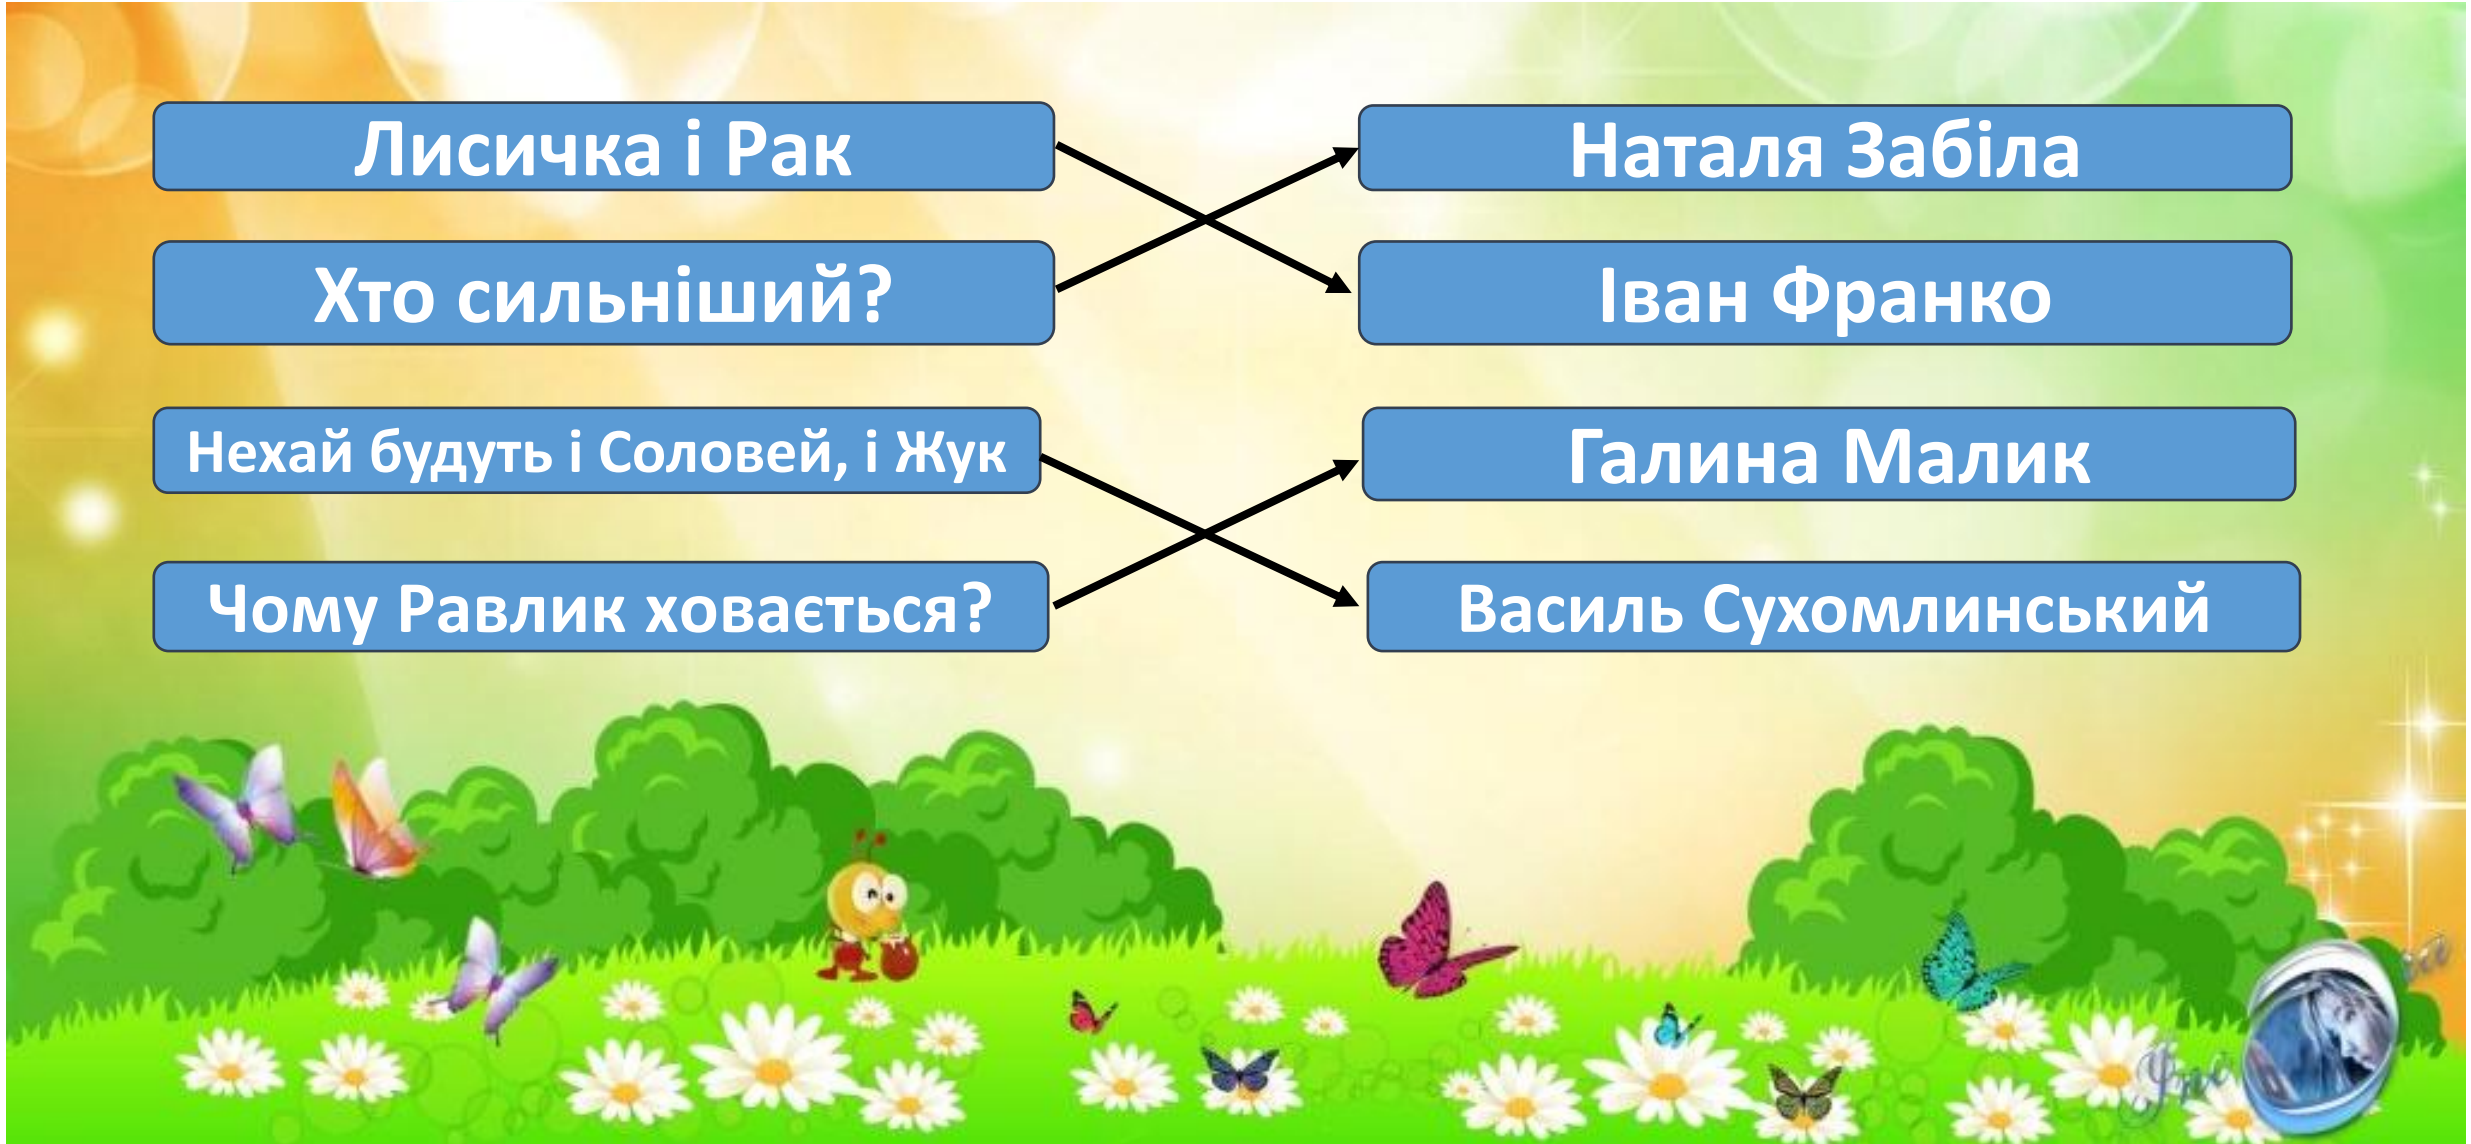 Лисичка і Рак
Наталя Забіла
Хто сильніший?
Іван Франко
Нехай будуть і Соловей, і Жук
Галина Малик
Чому Равлик ховається?
Василь Сухомлинський